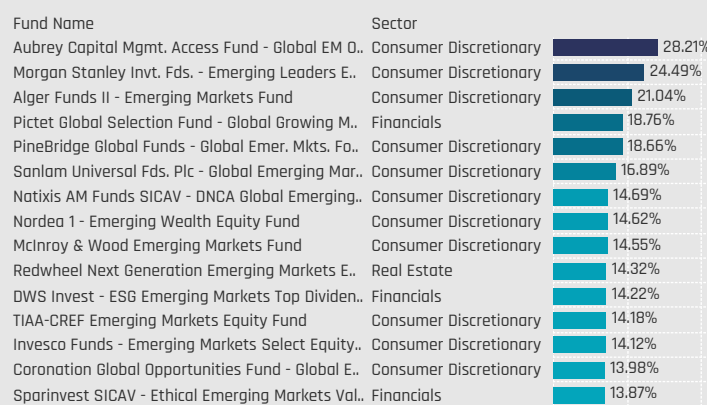 Fund Name Sector
Aubrey Capital Mgmt. Access Fund - Global EM O.. Consumer Discretionary 28.21%
Morgan Stanley Invt. Fds. - Emerging Leaders E.. Consumer Discretionary 24.49%
Alger Funds II - Emerging Markets Fund Consumer Discretionary 21.04%
Pictet Global Selection Fund - Global Growing M.. Financials 18.76%
PineBridge Global Funds - Global Emer. Mkts. Fo.. Consumer Discretionary 18.66%
Sanlam Universal Fds. Plc - Global Emerging Mar.. Consumer Discretionary 16.89%
Natixis AM Funds SICAV - DNCA Global Emerging.. Consumer Discretionary 14.69%
Nordea 1 - Emerging Wealth Equity Fund Consumer Discretionary 14.62%
McInroy & Wood Emerging Markets Fund Consumer Discretionary 14.55%
Redwheel Next Generation Emerging Markets E.. Real Estate 14.32%
DWS Invest - ESG Emerging Markets Top Dividen.. Financials 14.22%
TIAA-CREF Emerging Markets Equity Fund Consumer Discretionary 14.18%
Invesco Funds - Emerging Markets Select Equity.. Consumer Discretionary 14.12%
Coronation Global Opportunities Fund - Global E.. Consumer Discretionary 13.98%
Sparinvest SICAV - Ethical Emerging Markets Val.. Financials 13.87%